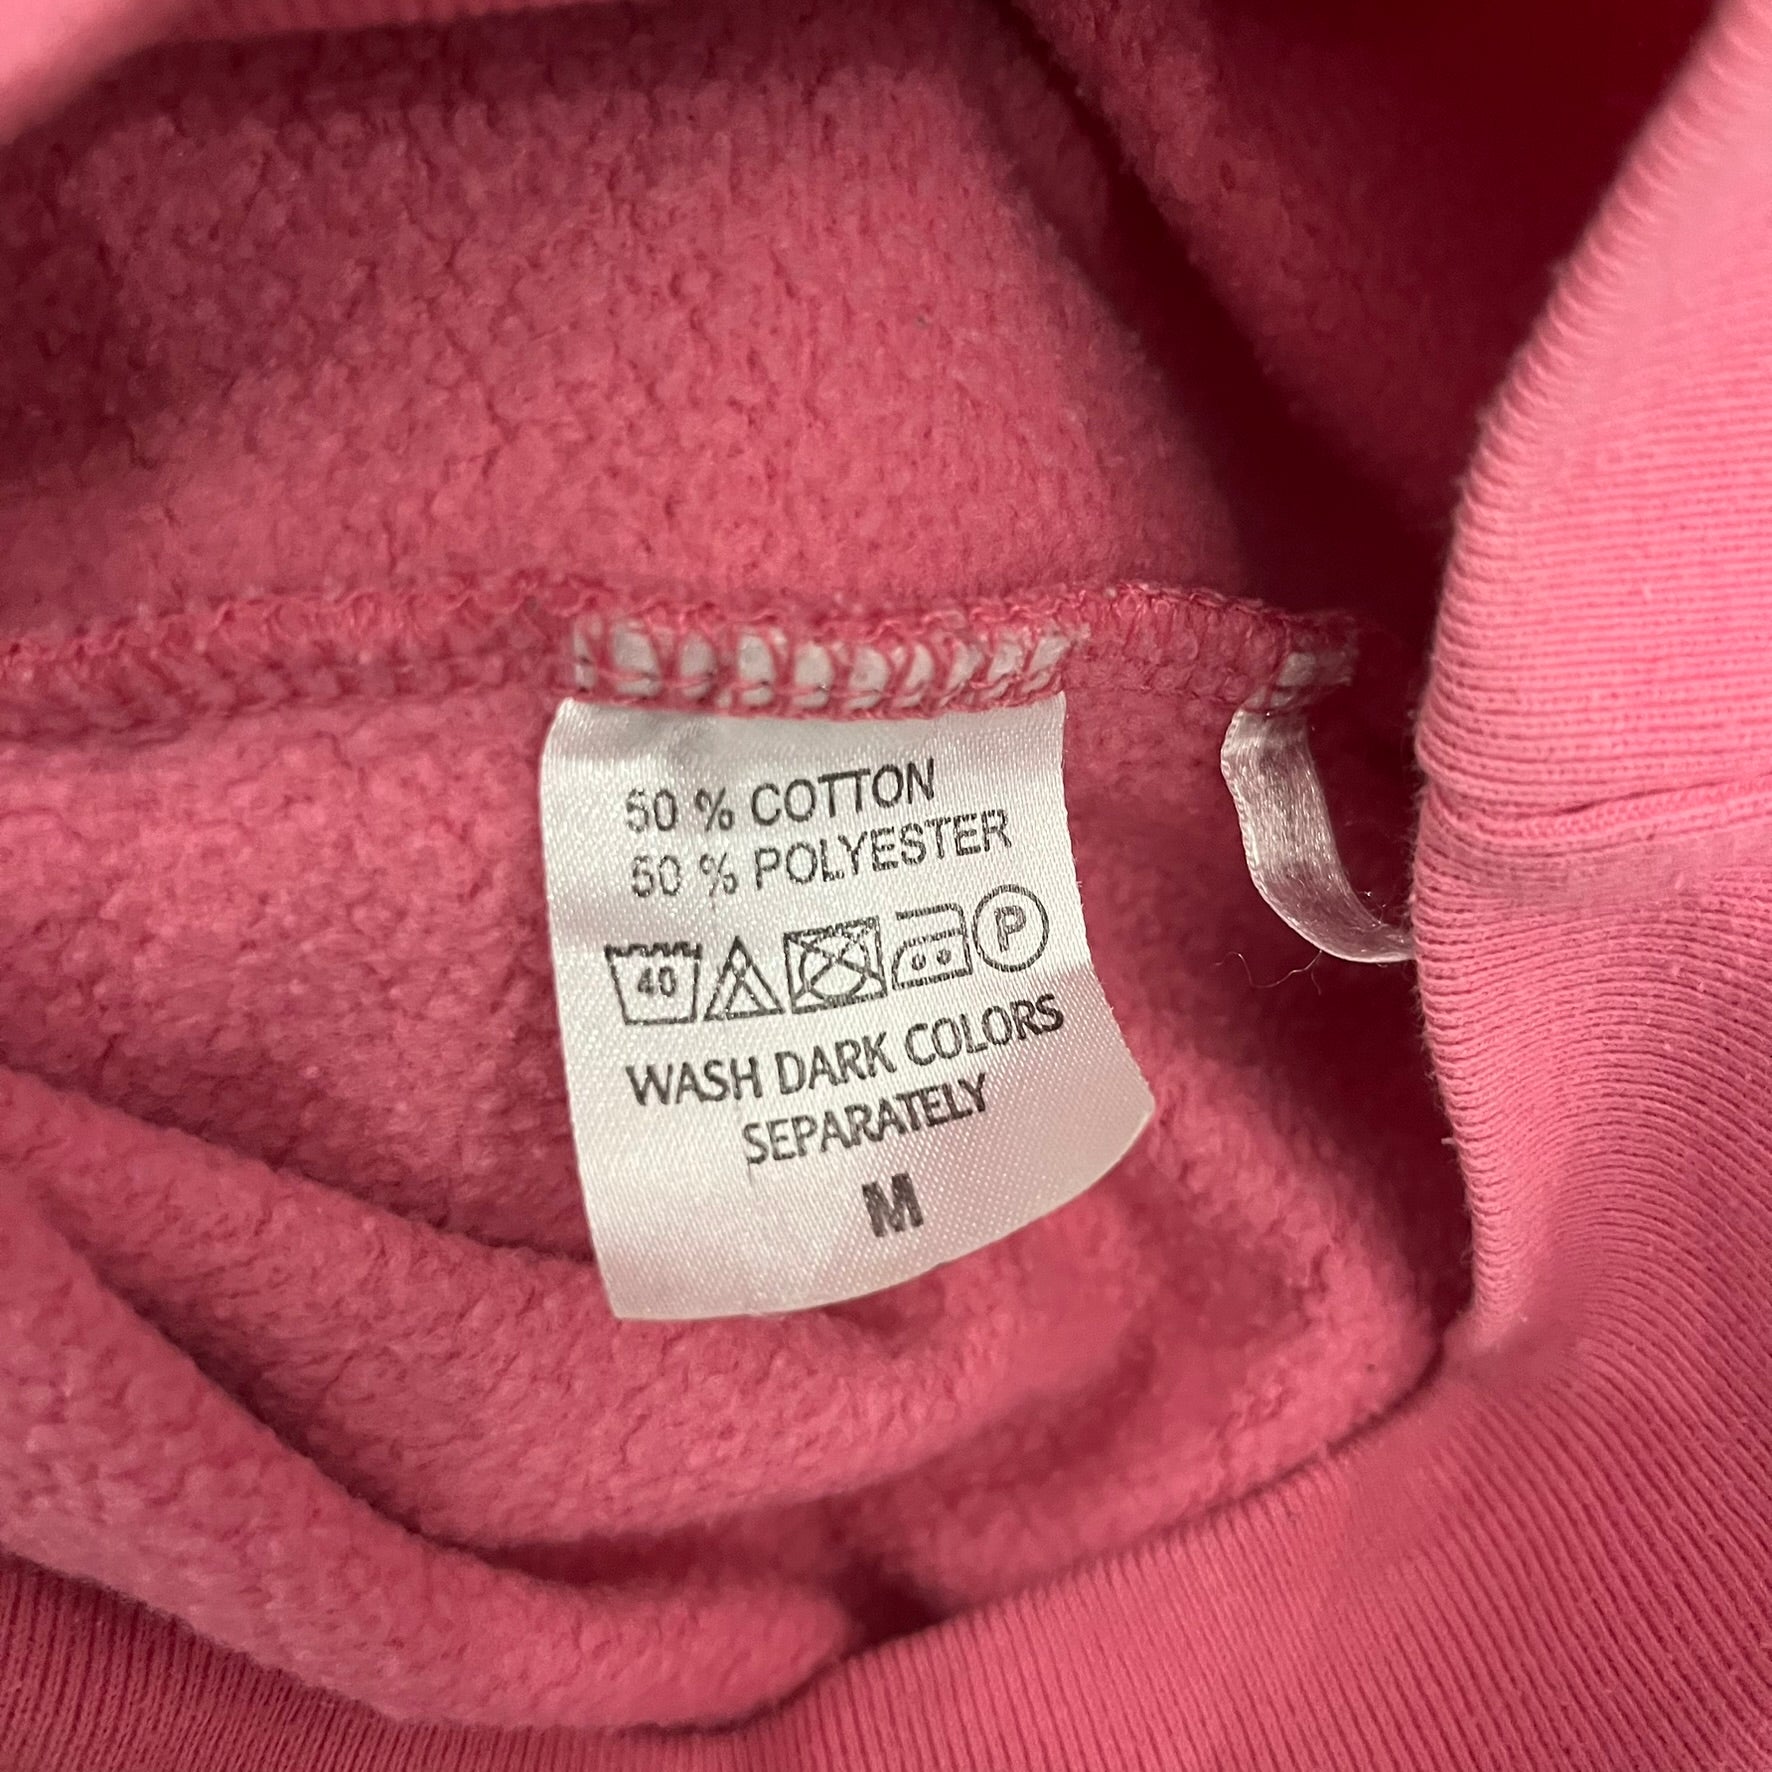 50 % COTTON
50 % POLYESTER
40 P
WASH DARK COLORS
SEPARATELY
M